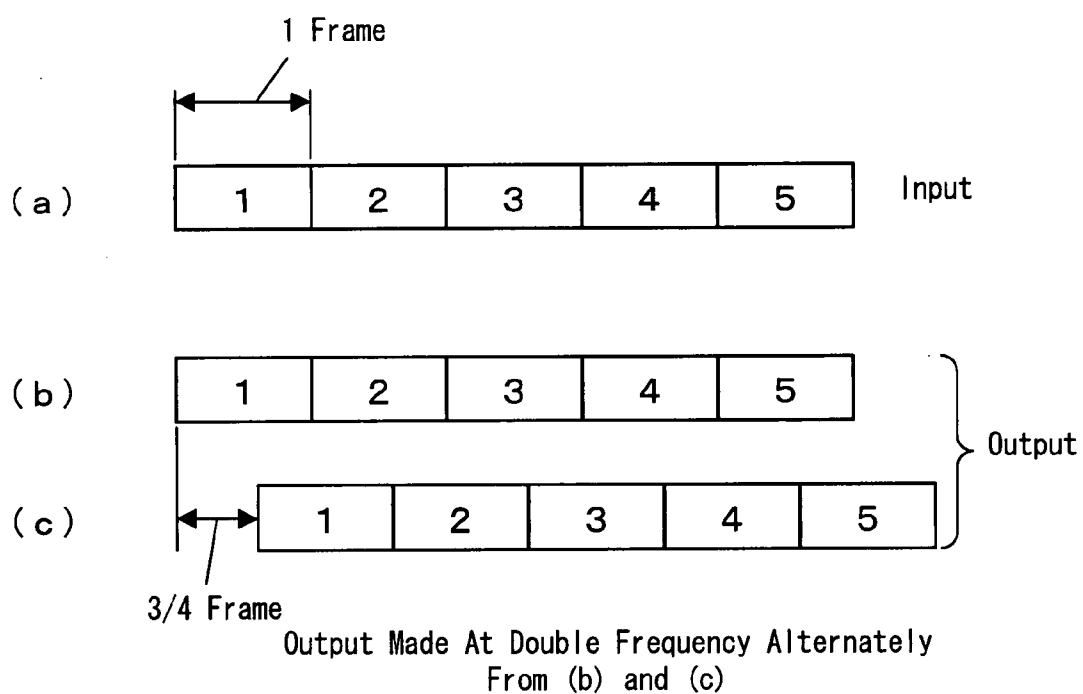 1 Frame
(a) 1 2 3 4 5 Input
(b) 1 2 3 4 5
Output
(c) 1 2 3 4 5
3/4 Frame
Output Made At Double Frequency Alternately
From (b) and (c)